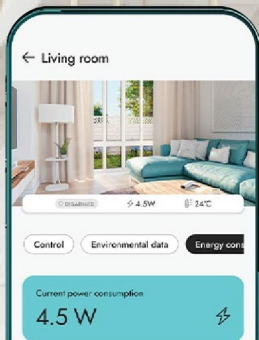 Living room
DISARMED 4.5W 24°C
Control Environmental data Energy cons
Current power consumption
4.5 W